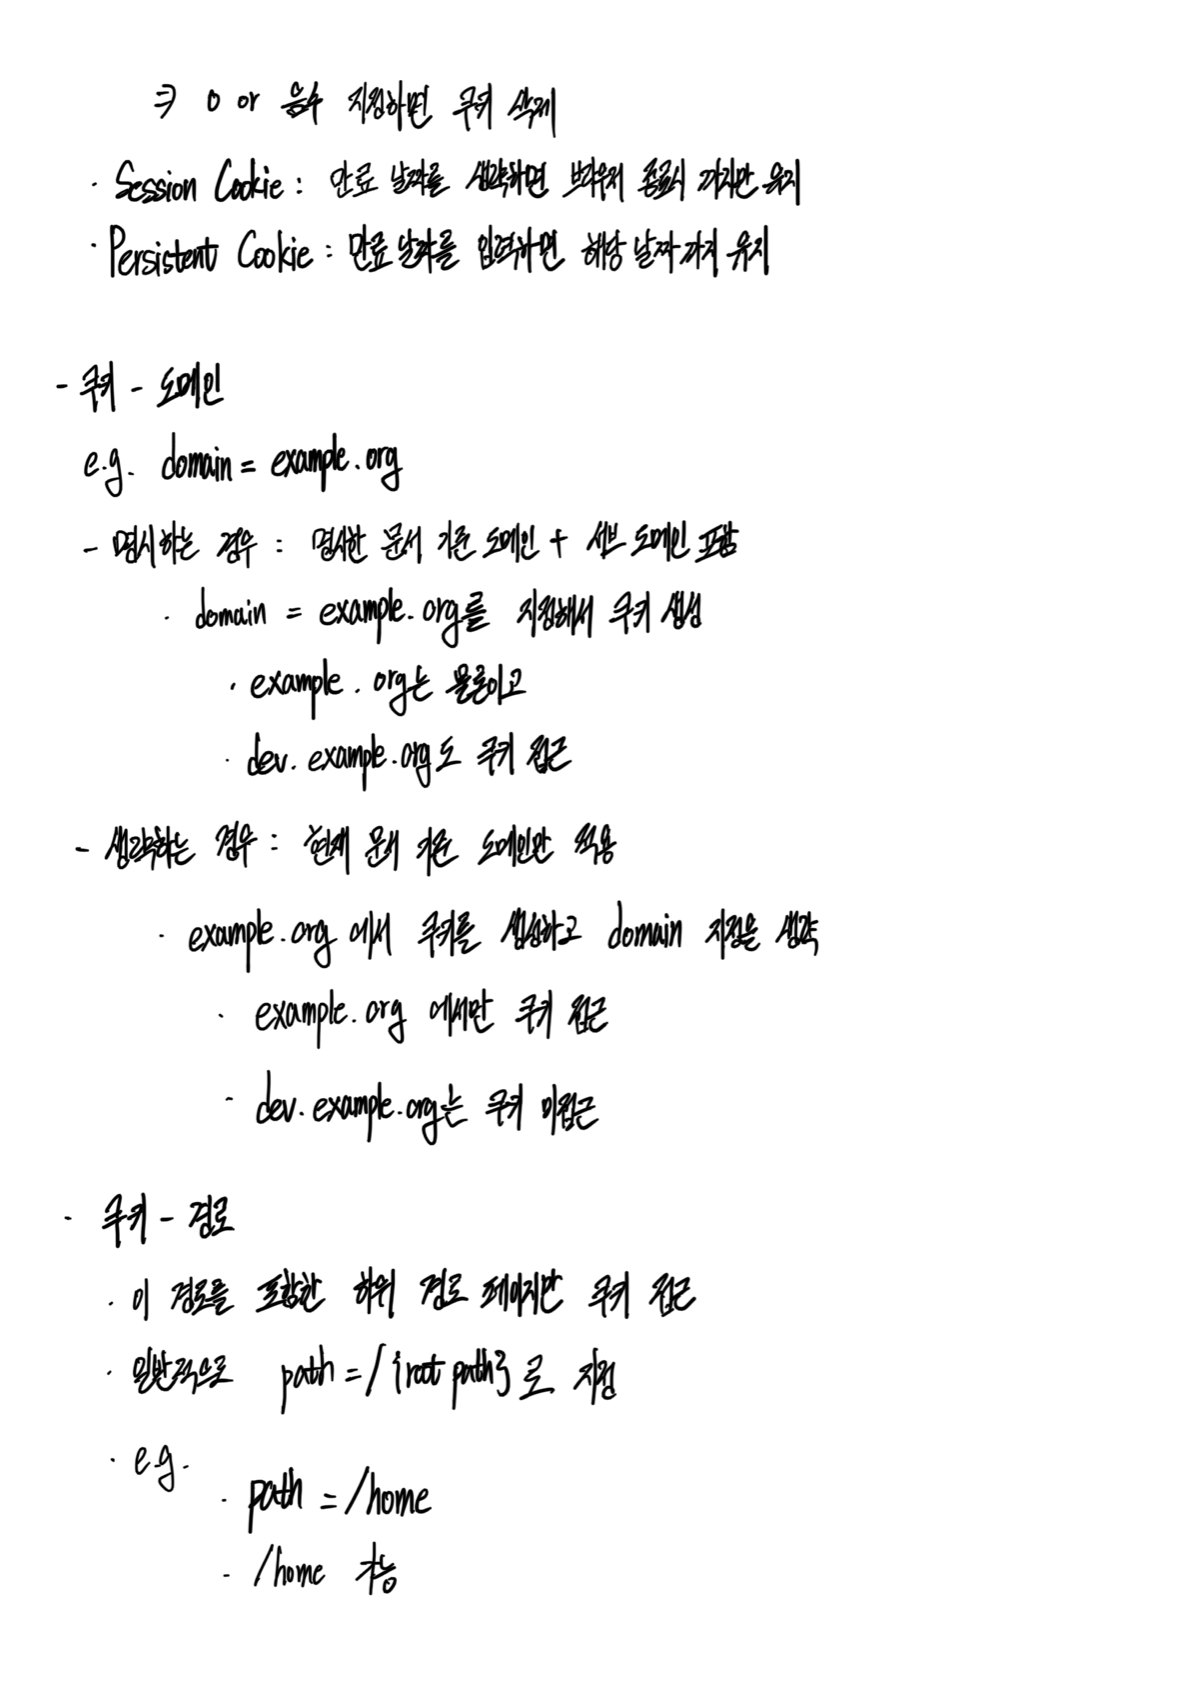 ⇒ 0 or 음수 지정하면 쿠키 삭제
· Session Cookie : 만료 날짜를 생략하면 브라우저 종료시 까지만 유지
· Persistent Cookie : 만료 날짜를 입력하면 해당 날짜까지 유지
- 쿠키 - 도메인
e.g. domain = example.org
- 명시하는 경우 : 명시한 문서 기준 도메인 + 서브 도메인 포함
· domain = example.org를 지정해서 쿠키 생성
· example.org는 물론이고
· dev.example.org도 쿠키 접근
- 생략하는 경우 : 현재 문서 기준 도메인만 적용
· example.org 에서 쿠키를 생성하고 domain 지정을 생략
· example.org 에서만 쿠키 접근
- dev.example.org는 쿠키 미접근
- 쿠키 - 경로
· 이 경로를 포함한 하위 경로 페이지만 쿠키 접근
· 일반적으로 path = / {root path} 로 지정
· e.g.
· path = /home
- /home 가능